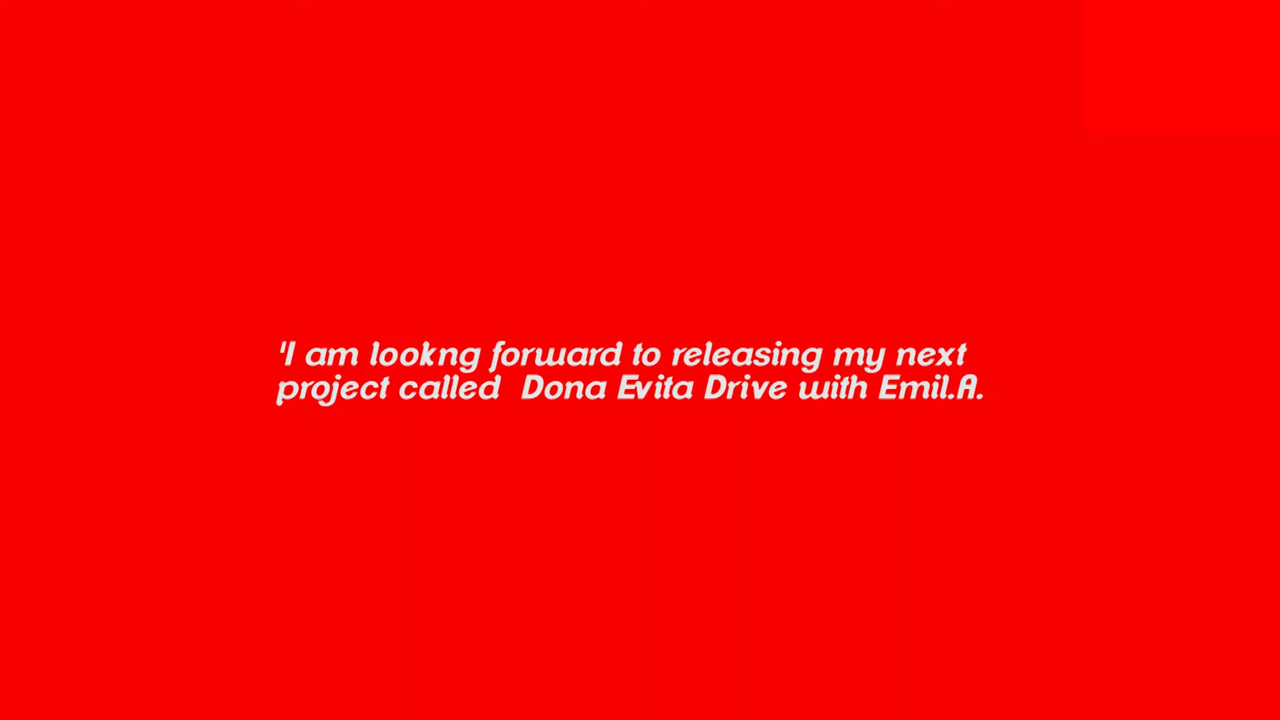 'I am lookng forward to releasing my next
project called  Dona Evita Drive with Emil.A.